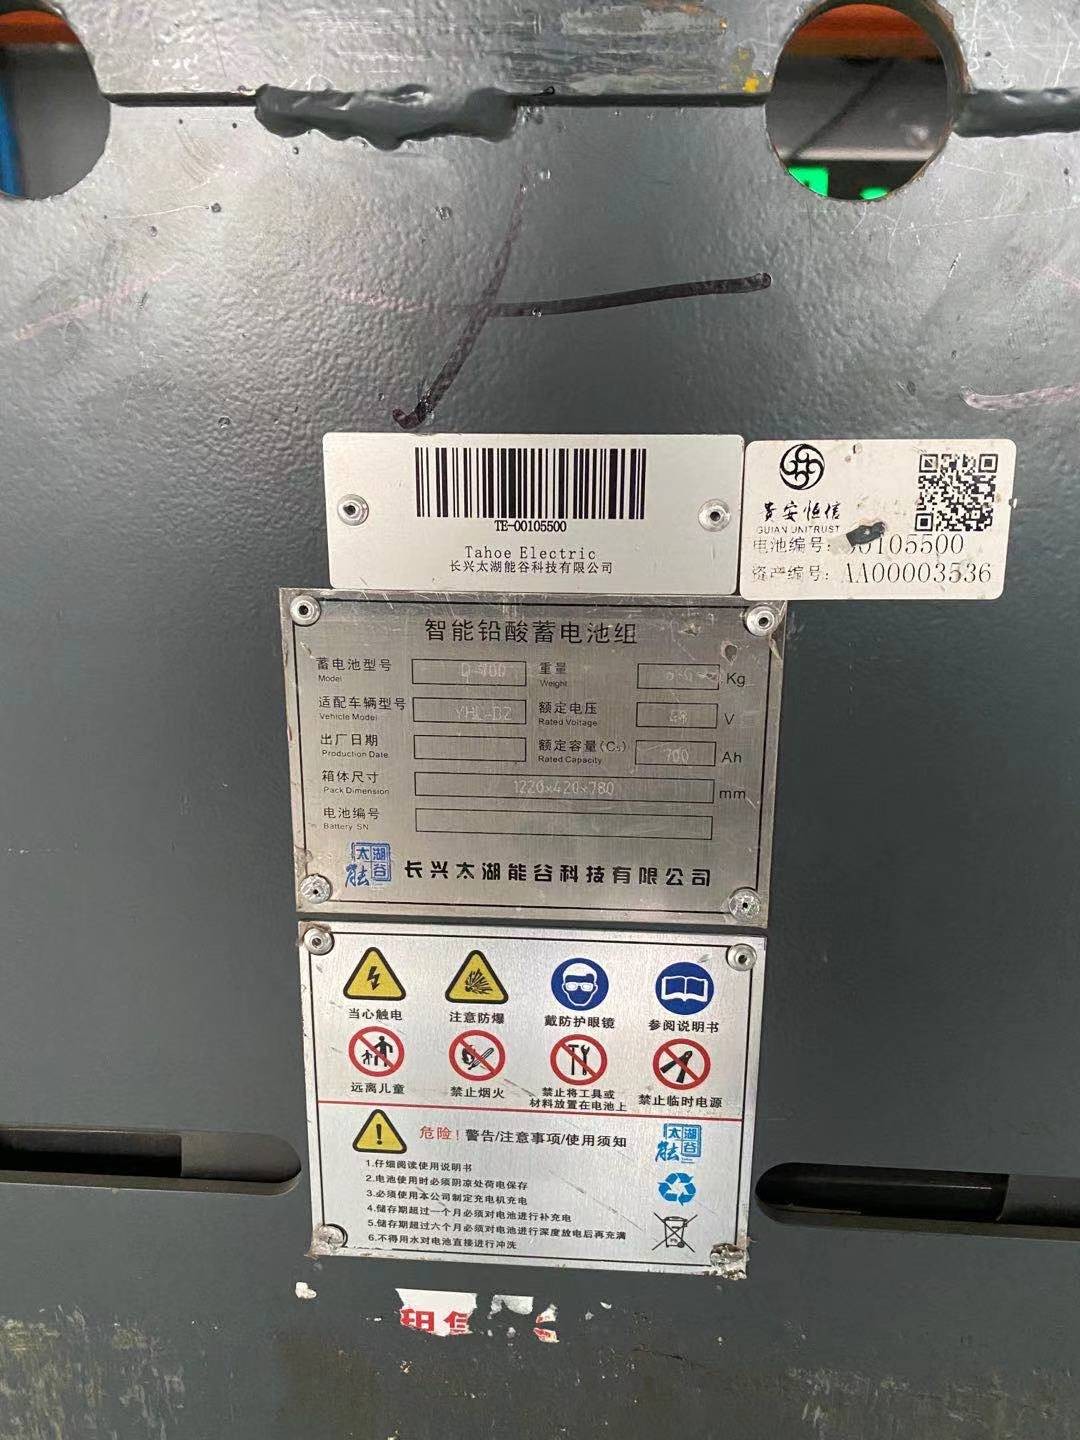 TE-00105500
Tahoe Electric
长兴太湖能谷科技有限公司
贵安恒信
GUIAN UNITRUST
电池编号: 00105500
资产编号: AA00003536
智能铅酸蓄电池组
蓄电池型号
Model
重量
Weight
Kg
适配车辆型号
Vehicle Model
额定电压
Rated Voltage
48
V
出厂日期
Production Date
额定容量(C₅)
Rated Capacity
700
Ah
箱体尺寸
Pack Dimension
1220×420×780
mm
电池编号
Battery SN
太湖能谷
长兴太湖能谷科技有限公司
当心触电
注意防爆
戴防护眼镜
参阅说明书
远离儿童
禁止烟火
禁止将工具或
材料放置在电池上
禁止临时电源
危险!警告/注意事项/使用须知
太湖能谷
1.仔细阅读使用说明书
2.电池使用时必须阴凉处荷电保存
3.必须使用本公司制定充电机充电
4.储存期超过一个月必须对电池进行补充电
5.储存期超过六个月必须对电池进行深度放电后再充满
6.不得用水对电池直接进行冲洗